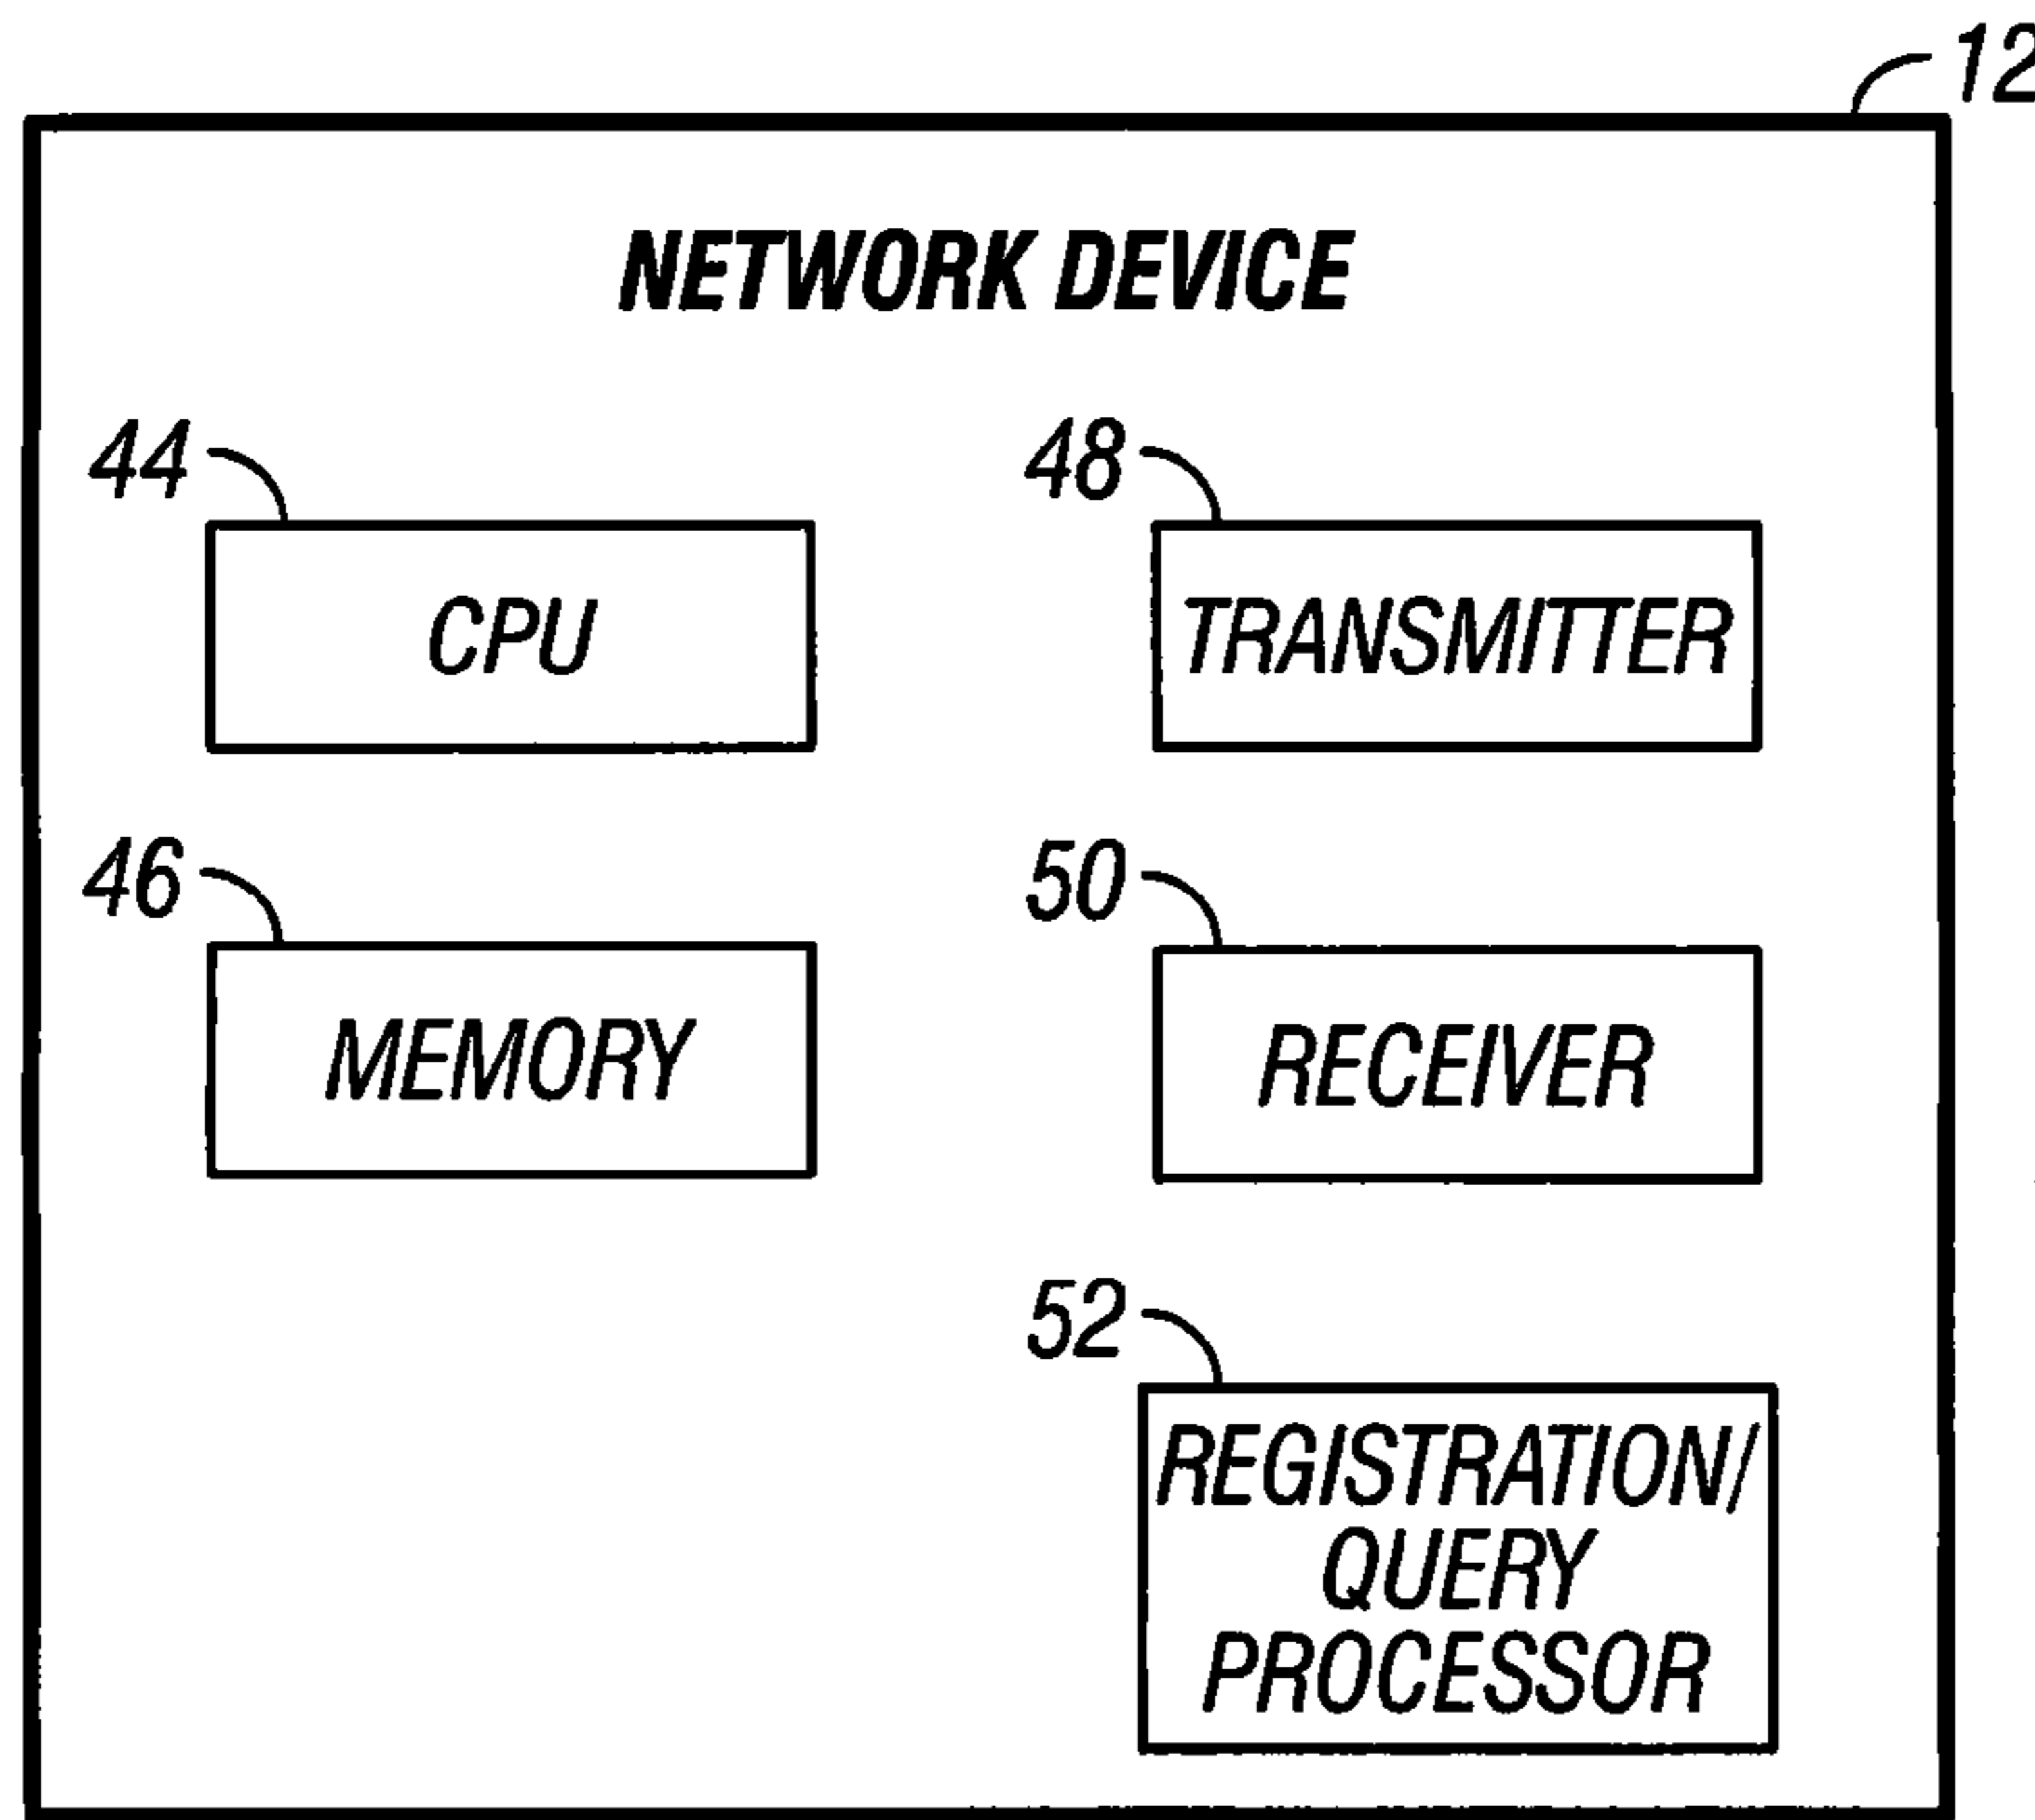 12
NETWORK DEVICE
44
CPU
48
TRANSMITTER
46
MEMORY
50
RECEIVER
52
REGISTRATION/
QUERY
PROCESSOR